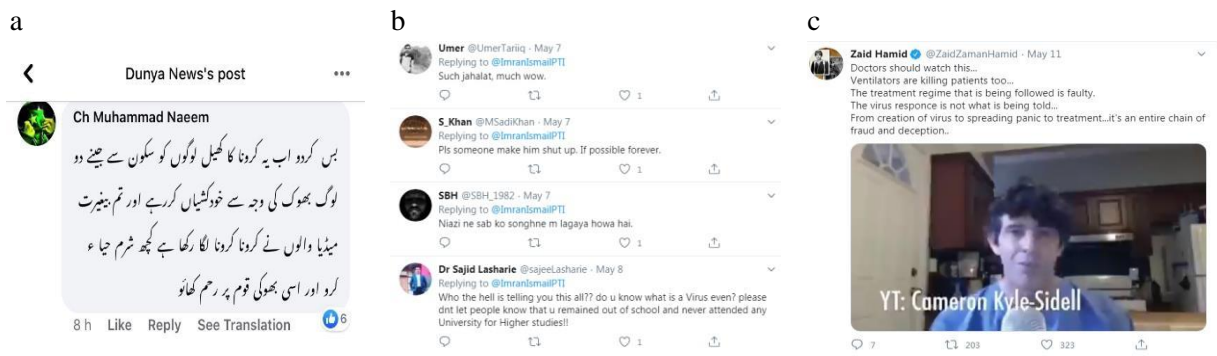 a
Dunya News's post
Ch Muhammad Naeem
بس کردو اب یہ کرونا کا کھیل لوگوں کو سکون سے جینے دو
لوگ بھوک کی وجہ سے خودکشیاں کررہے اور تم بیغیرت
میڈیا والوں نے کرونا کرونا لگا رکھا ہے کچھ شرم حیا ء
کرو اور اسی بھوکی قوم پر رحم کھائو
8 h Like Reply See Translation 6
b
Umer @UmerTariiq · May 7
Replying to @ImranIsmailPTI
Such jahalat, much wow.
1
S_Khan @MSadiKhan · May 7
Replying to @ImranIsmailPTI
Pls someone make him shut up. If possible forever.
1
SBH @SBH_1982 · May 7
Replying to @ImranIsmailPTI
Niazi ne sab ko songhne m lagaya howa hai.
1
Dr Sajid Lasharie @sajeeLasharie · May 8
Replying to @ImranIsmailPTI
Who the hell is telling you this all?? do u know what is a Virus even? please
dnt let people know that u remained out of school and never attended any
University for Higher studies!!
1
c
Zaid Hamid @ZaidZamanHamid · May 11
Doctors should watch this...
Ventilators are killing patients too...
The treatment regime that is being followed is faulty.
The virus responce is not what is being told...
From creation of virus to spreading panic to treatment...it's an entire chain of
fraud and deception..
YT: Cameron Kyle-Sidell
7 203 323